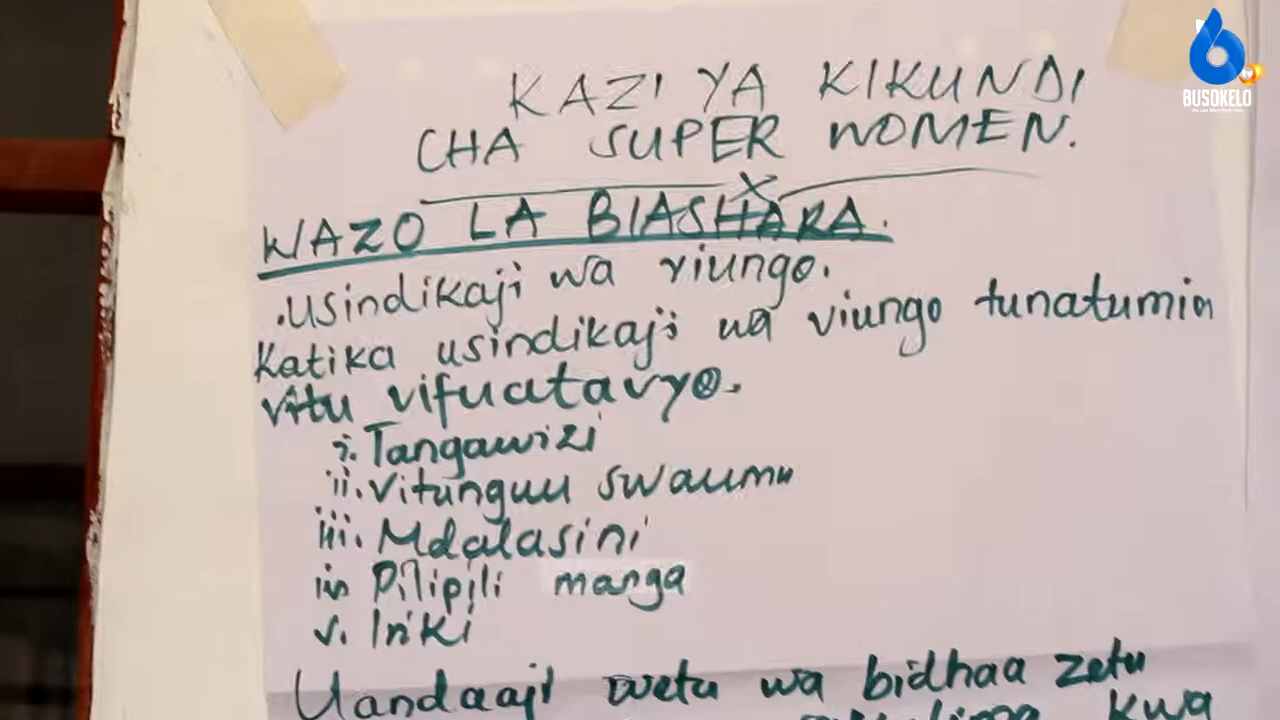 KAZI YA KIKUNDI
CHA SUPER WOMEN.
WAZO LA BIASHARA.
.Usindikaji wa viungo.
Katika usindikaji wa viungo tunatumia
vitu vifuatavyo.
i. Tangawizi
ii. Vitunguu swaumu
iii. Mdalasini
iv Pilipili manga
v. Iriki
Uandaaji wetu wa bidhaa zetu
kwa
BUSOKELO